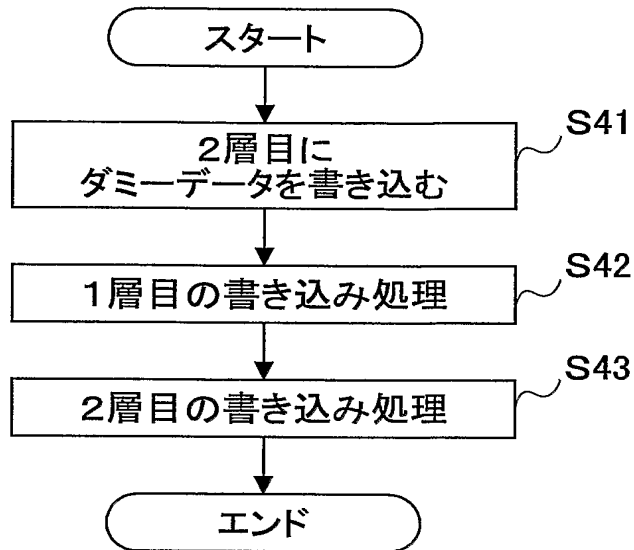 スタート
2層目に
ダミーデータを書き込む
S41
1層目の書き込み処理
S42
2層目の書き込み処理
S43
エンド